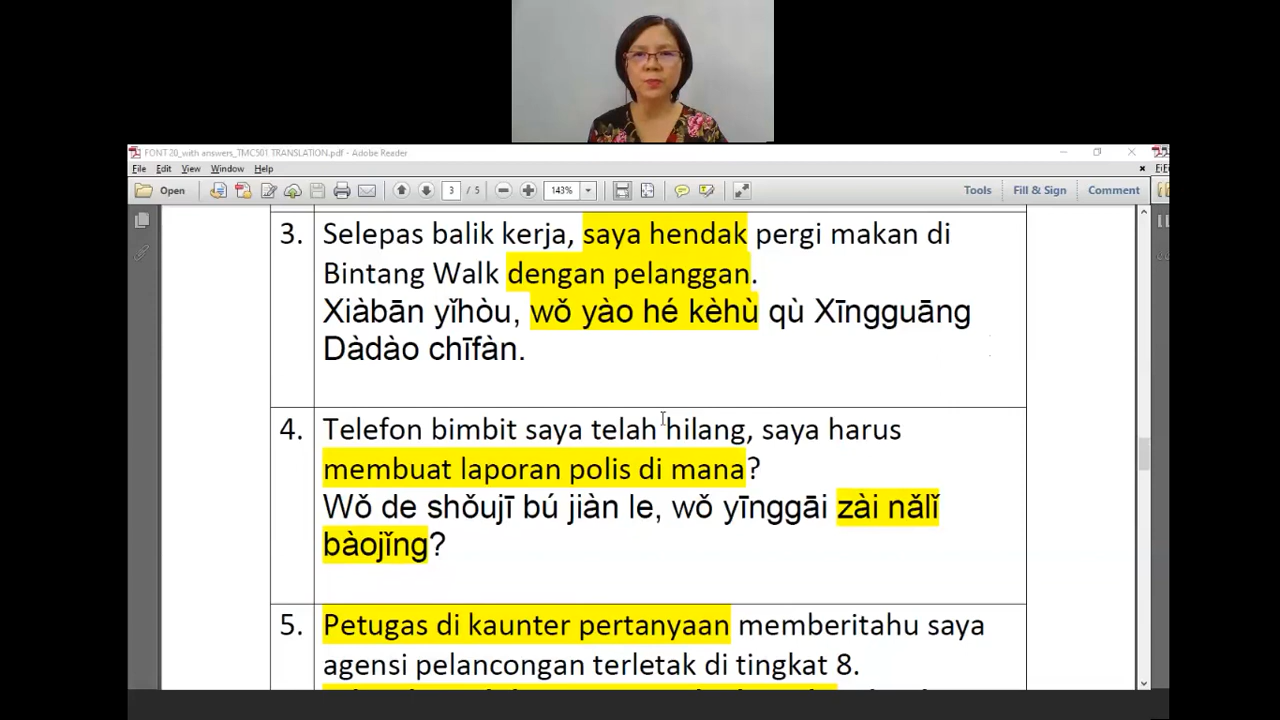 FONT 20_with answers_TMC501 TRANSLATION.pdf - Adobe Reader
File Edit View Window Help
Open 3 / 5 143% Tools Fill & Sign Comment
3. Selepas balik kerja, saya hendak pergi makan di
Bintang Walk dengan pelanggan.
Xiàbān yǐhòu, wǒ yào hé kèhù qù Xīngguāng
Dàdào chīfàn.
4. Telefon bimbit saya telah hilang, saya harus
membuat laporan polis di mana?
Wǒ de shǒujī bú jiàn le, wǒ yīnggāi zài nǎlǐ
bàojǐng?
5. Petugas di kaunter pertanyaan memberitahu saya
agensi pelancongan terletak di tingkat 8.